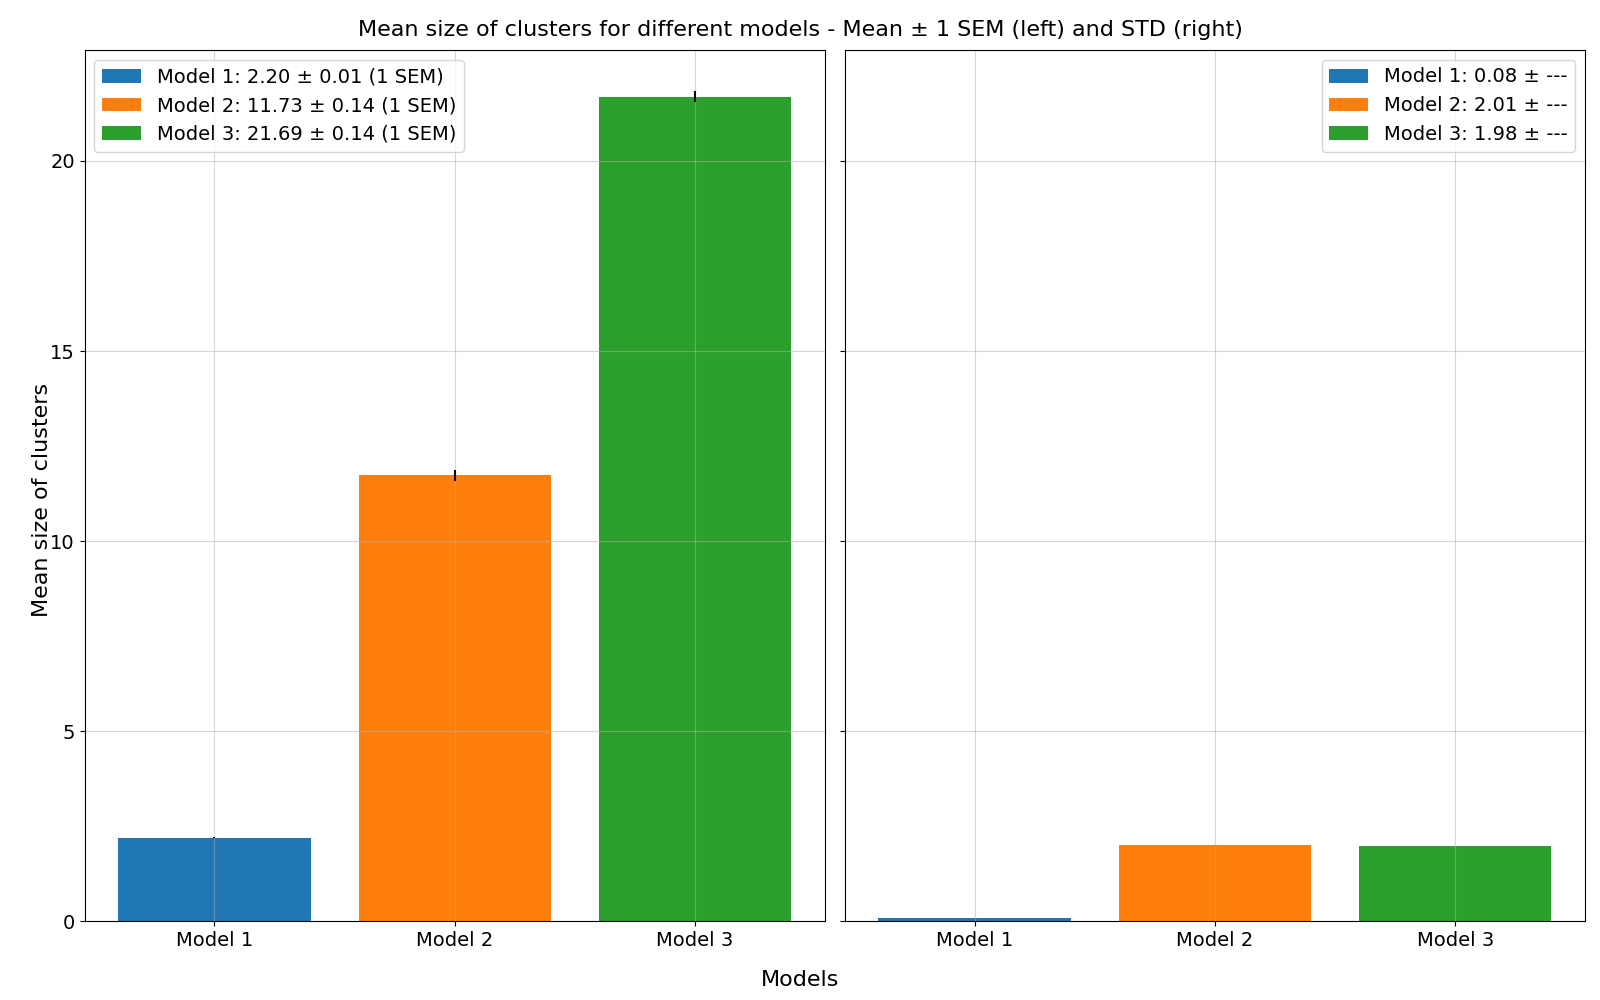 Mean size of clusters for different models - Mean ± 1 SEM (left) and STD (right)
Model 1: 2.20 ± 0.01 (1 SEM)
Model 2: 11.73 ± 0.14 (1 SEM)
Model 3: 21.69 ± 0.14 (1 SEM)
Model 1: 0.08 ± ---
Model 2: 2.01 ± ---
Model 3: 1.98 ± ---
Mean size of clusters
20
15
10
5
0
Model 1 Model 2 Model 3
Model 1 Model 2 Model 3
Models